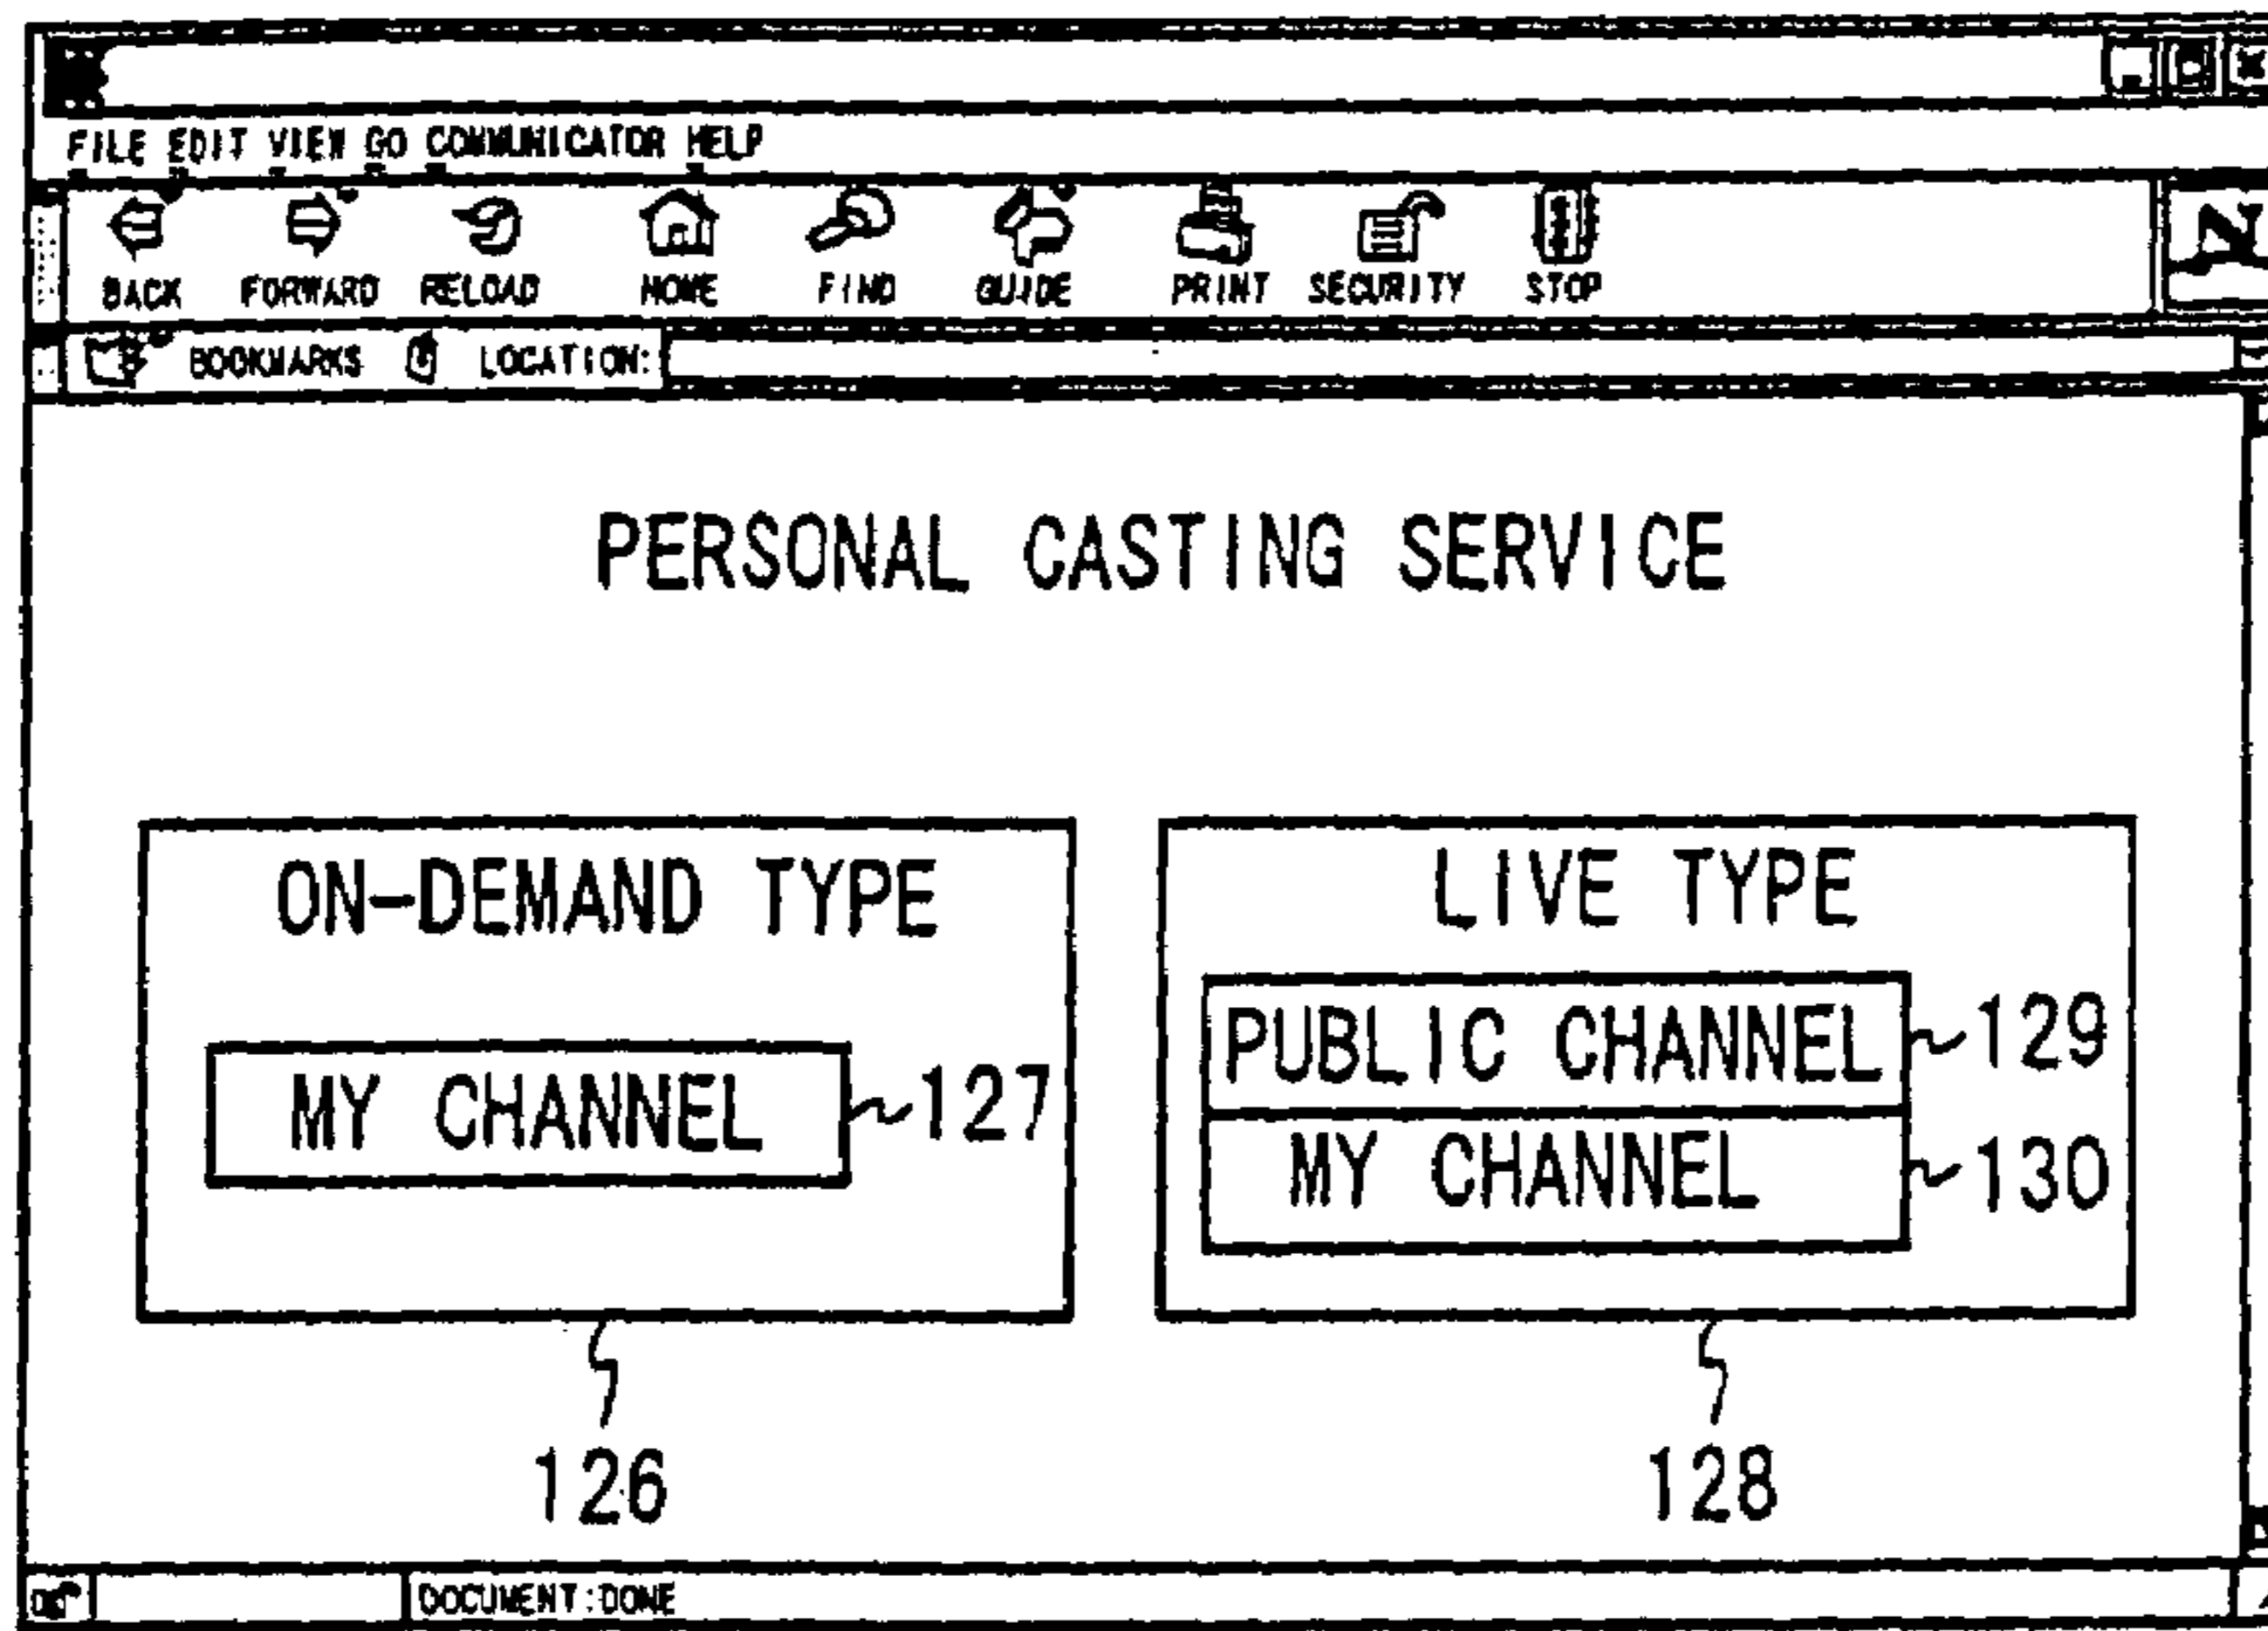 FILE EDIT VIEW GO COMMUNICATOR HELP
BACK FORWARD RELOAD HOME FIND GUIDE PRINT SECURITY STOP
N
BOOKMARKS LOCATION:
PERSONAL CASTING SERVICE
ON-DEMAND TYPE
MY CHANNEL 127
126
LIVE TYPE
PUBLIC CHANNEL 129
MY CHANNEL 130
128
DOCUMENT:DONE